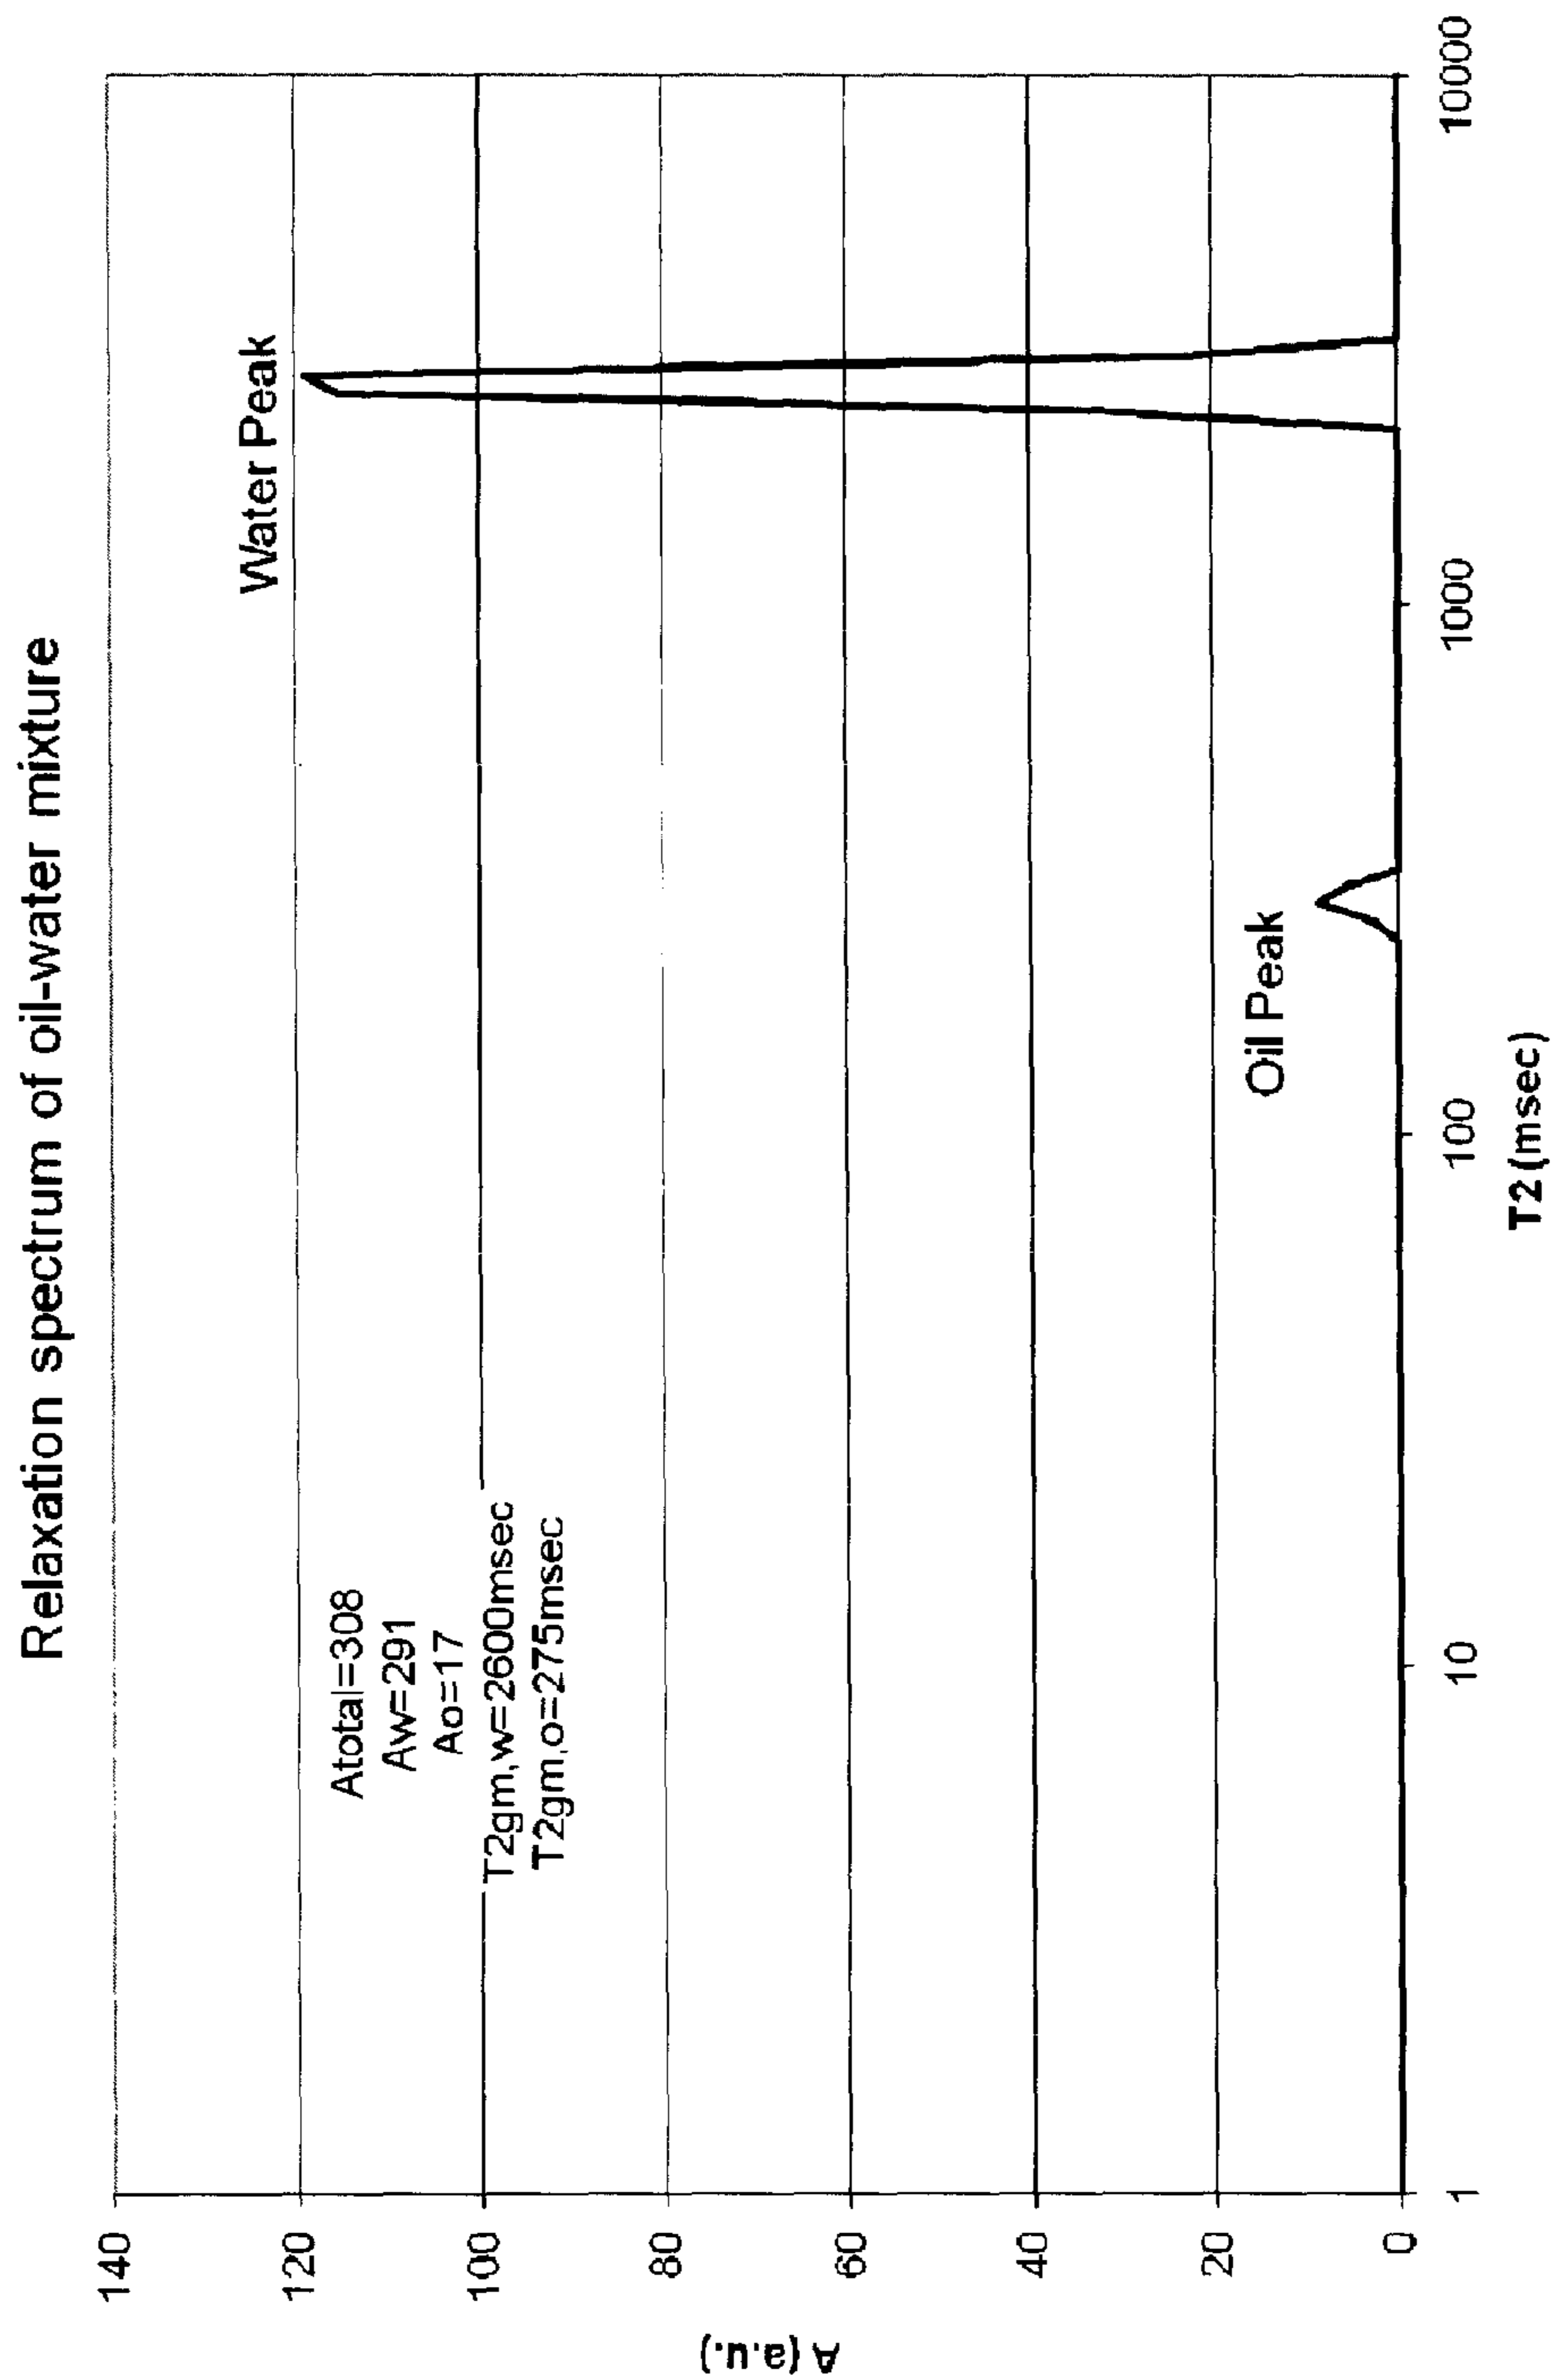 Relaxation spectrum of oil-water mixture
140
120
100
80
60
40
20
0
A (a.u.)
Atotal=308
Aw=291
Ao=17
T2gm,w=2600msec
T2gm,o=275msec
Water Peak
Oil Peak
1
10
100
1000
10000
T2 (msec)